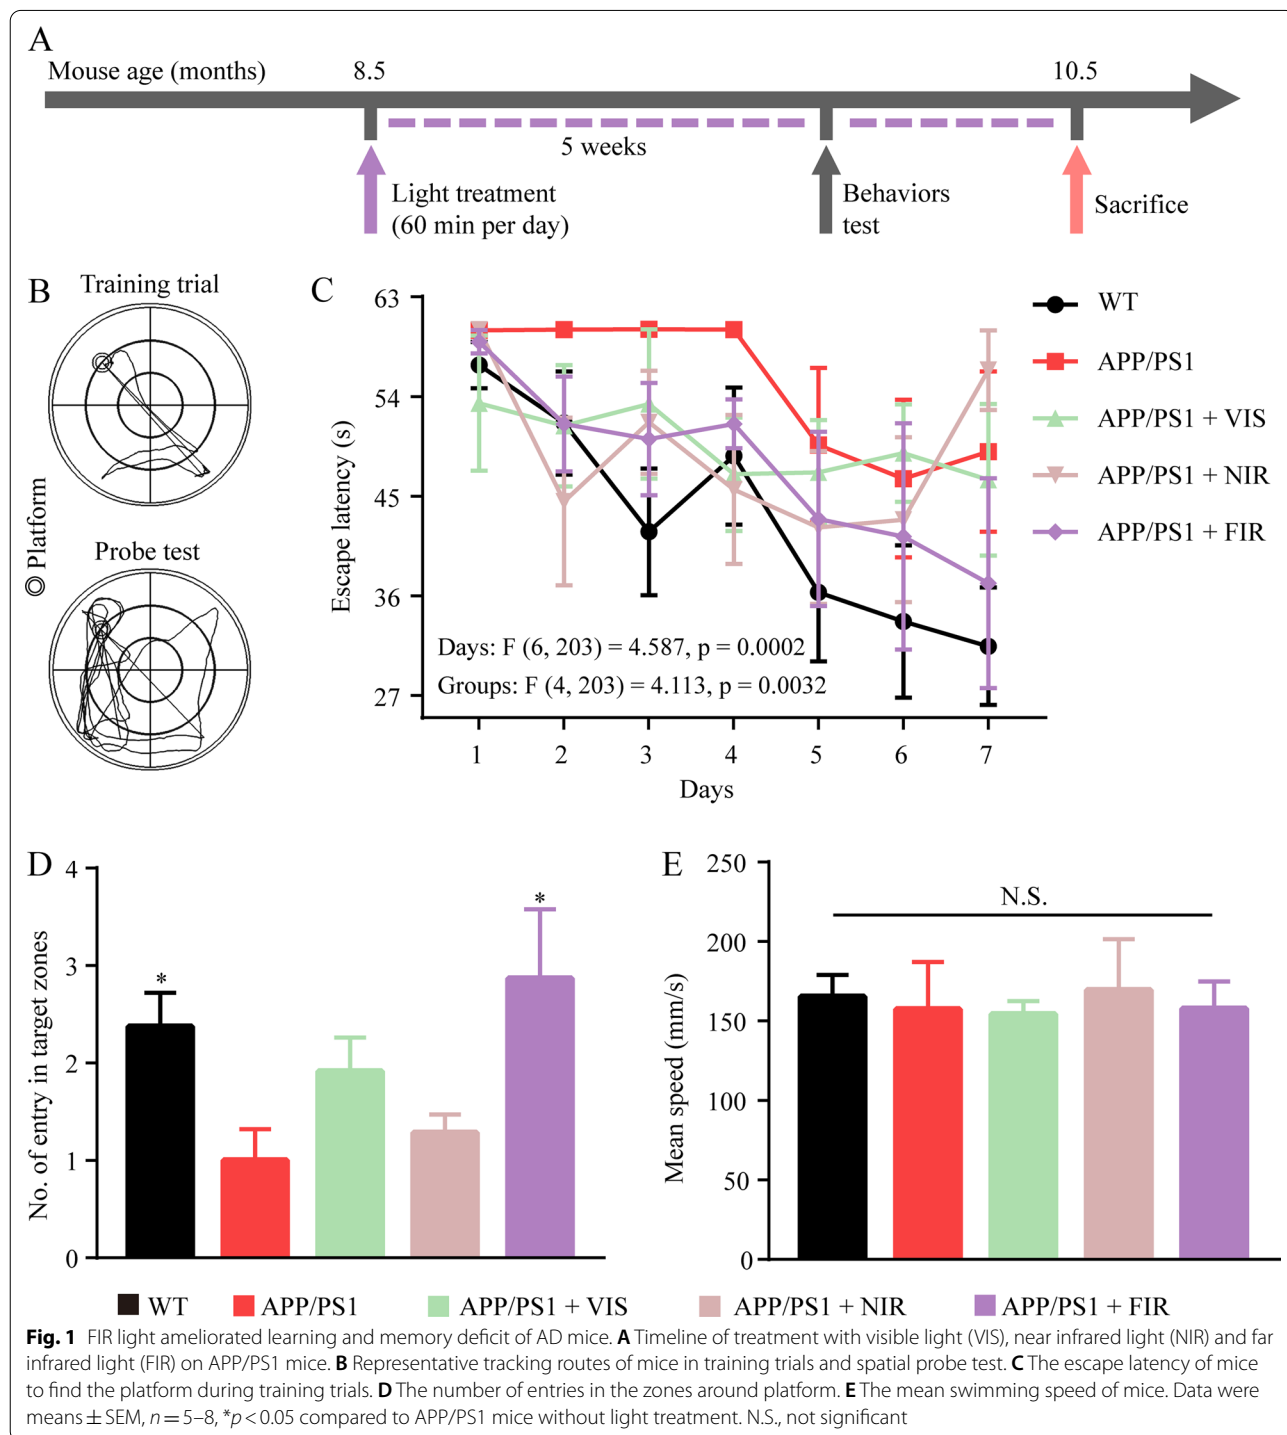 A
Mouse age (months)
8.5
10.5
5 weeks
Light treatment
(60 min per day)
Behaviors
test
Sacrifice
B
Training trial
Platform
Probe test
C
63
54
45
36
27
Escape latency (s)
Days: F (6, 203) = 4.587, p = 0.0002
Groups: F (4, 203) = 4.113, p = 0.0032
1 2 3 4 5 6 7
Days
WT
APP/PS1
APP/PS1 + VIS
APP/PS1 + NIR
APP/PS1 + FIR
D
4
3
2
1
0
No. of entry in target zones
*
*
E
250
200
150
100
50
0
Mean speed (mm/s)
N.S.
WT APP/PS1 APP/PS1 + VIS APP/PS1 + NIR APP/PS1 + FIR
Fig. 1 FIR light ameliorated learning and memory deficit of AD mice. A Timeline of treatment with visible light (VIS), near infrared light (NIR) and far
infrared light (FIR) on APP/PS1 mice. B Representative tracking routes of mice in training trials and spatial probe test. C The escape latency of mice
to find the platform during training trials. D The number of entries in the zones around platform. E The mean swimming speed of mice. Data were
means ± SEM, n = 5–8, *p < 0.05 compared to APP/PS1 mice without light treatment. N.S., not significant